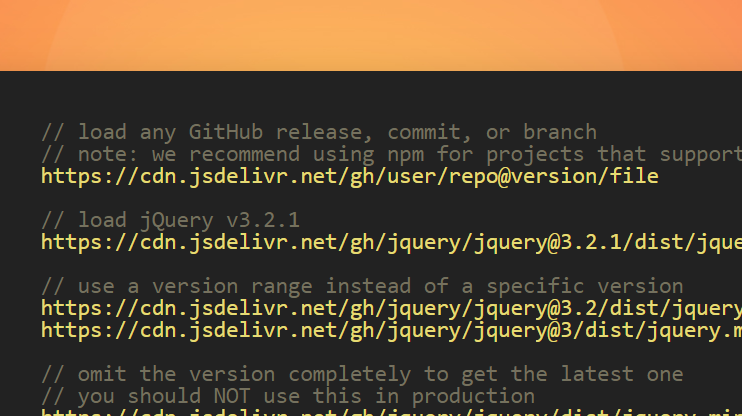 // load any GitHub release, commit, or branch
// note: we recommend using npm for projects that support
https://cdn.jsdelivr.net/gh/user/repo@version/file
// load jQuery v3.2.1
https://cdn.jsdelivr.net/gh/jquery/jquery@3.2.1/dist/jque
// use a version range instead of a specific version
https://cdn.jsdelivr.net/gh/jquery/jquery@3.2/dist/jquery
https://cdn.jsdelivr.net/gh/jquery/jquery@3/dist/jquery.m
// omit the version completely to get the latest one
// you should NOT use this in production